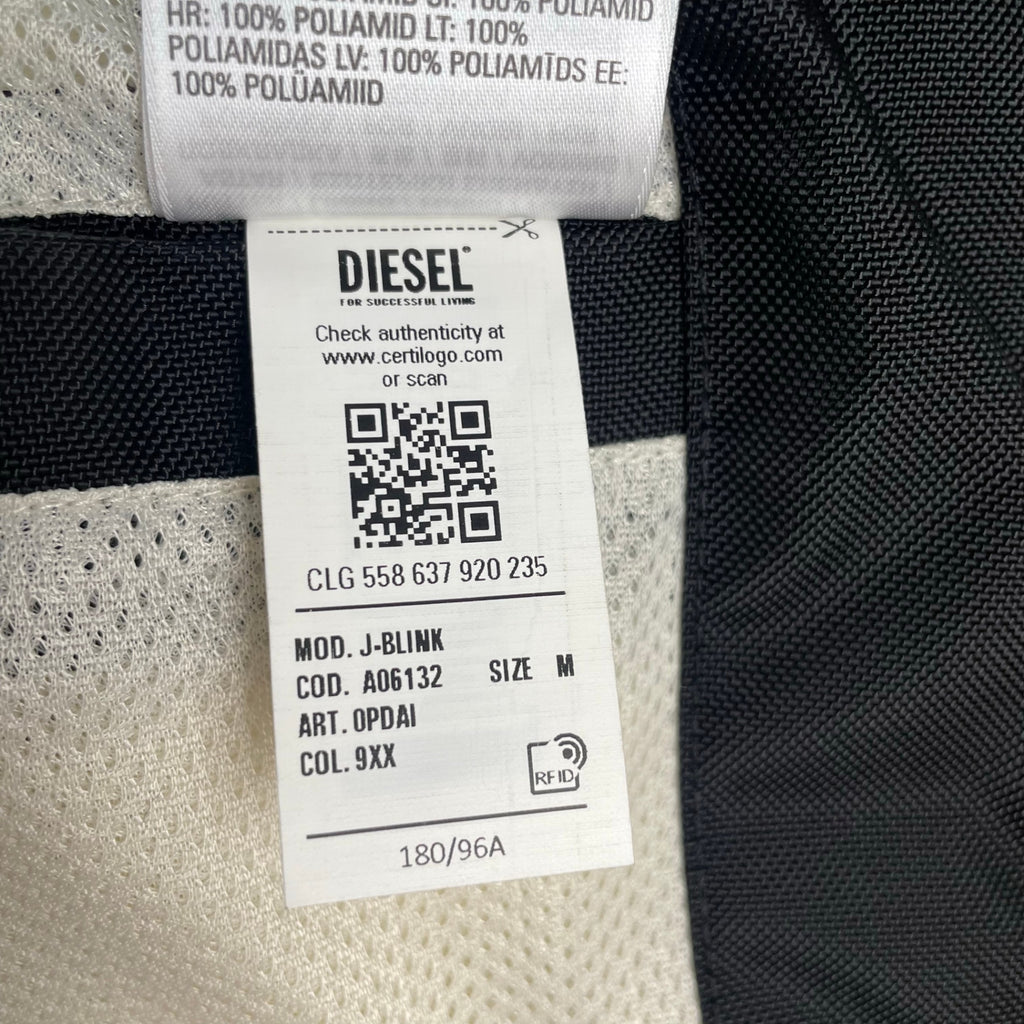 100% POLIAMID
HR: 100% POLIAMID LT: 100%
POLIAMIDAS LV: 100% POLIAMĪDS EE:
100% POLÜAMIID
DIESEL®
FOR SUCCESSFUL LIVING
Check authenticity at
www.certilogo.com
or scan
CLG 558 637 920 235
MOD. J-BLINK
COD. A06132 SIZE M
ART. 0PDAI
COL. 9XX
RFID
180/96A